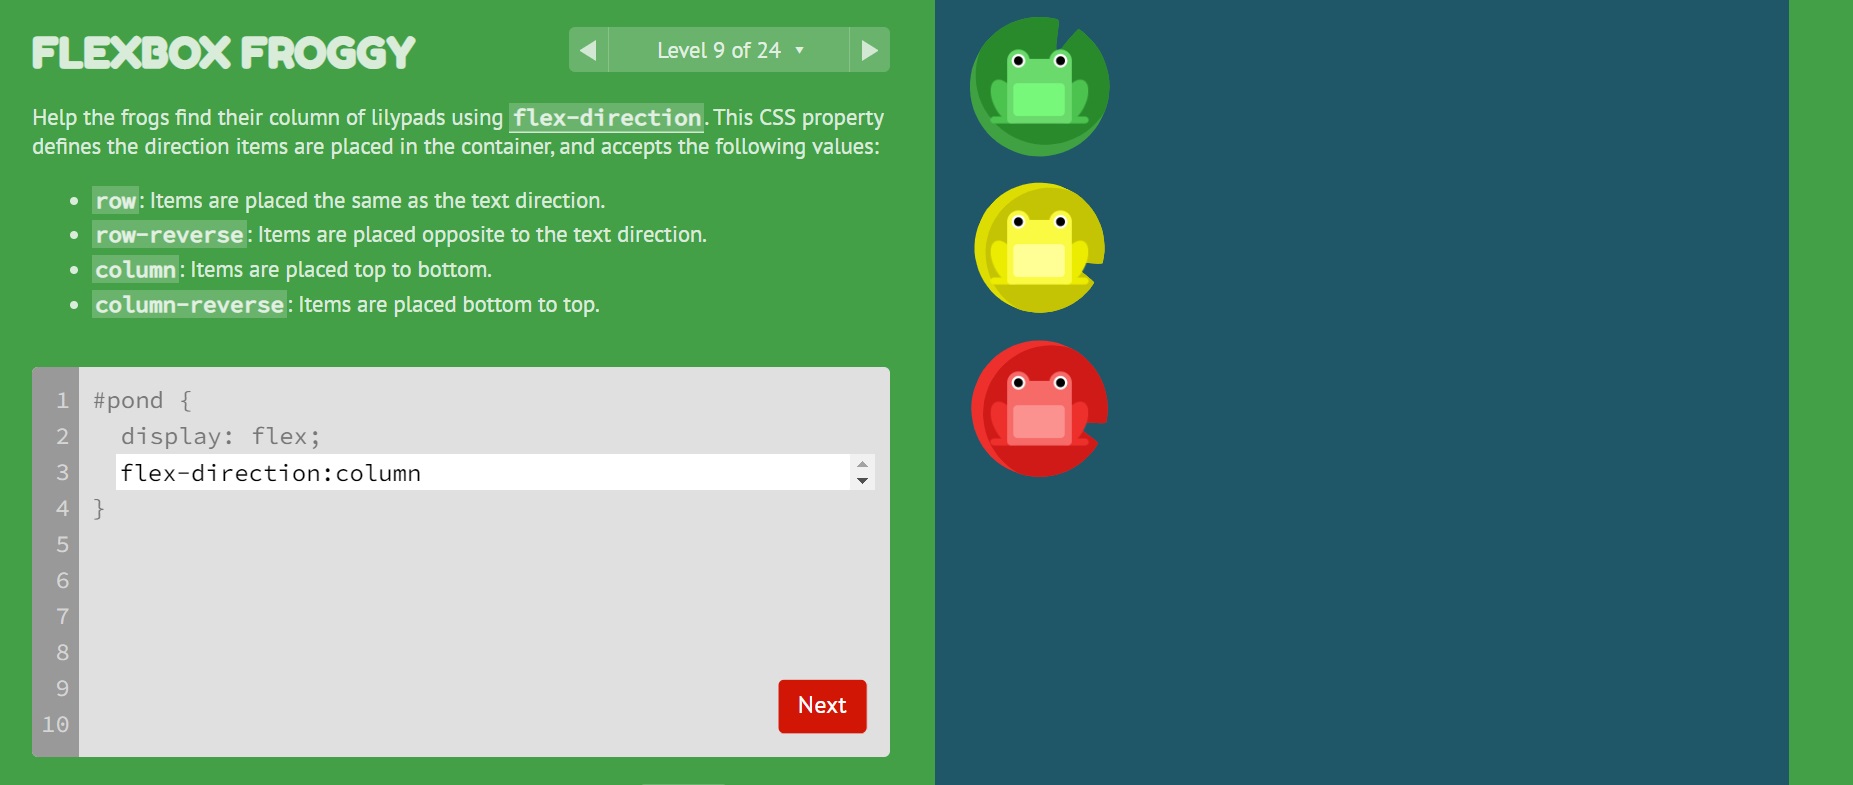 FLEXBOX FROGGY
Level 9 of 24
Help the frogs find their column of lilypads using flex-direction. This CSS property
defines the direction items are placed in the container, and accepts the following values:
row: Items are placed the same as the text direction.
row-reverse: Items are placed opposite to the text direction.
column: Items are placed top to bottom.
column-reverse: Items are placed bottom to top.
1 #pond {
2 display: flex;
3 flex-direction:column
4 }
5
6
7
8
9
10
Next